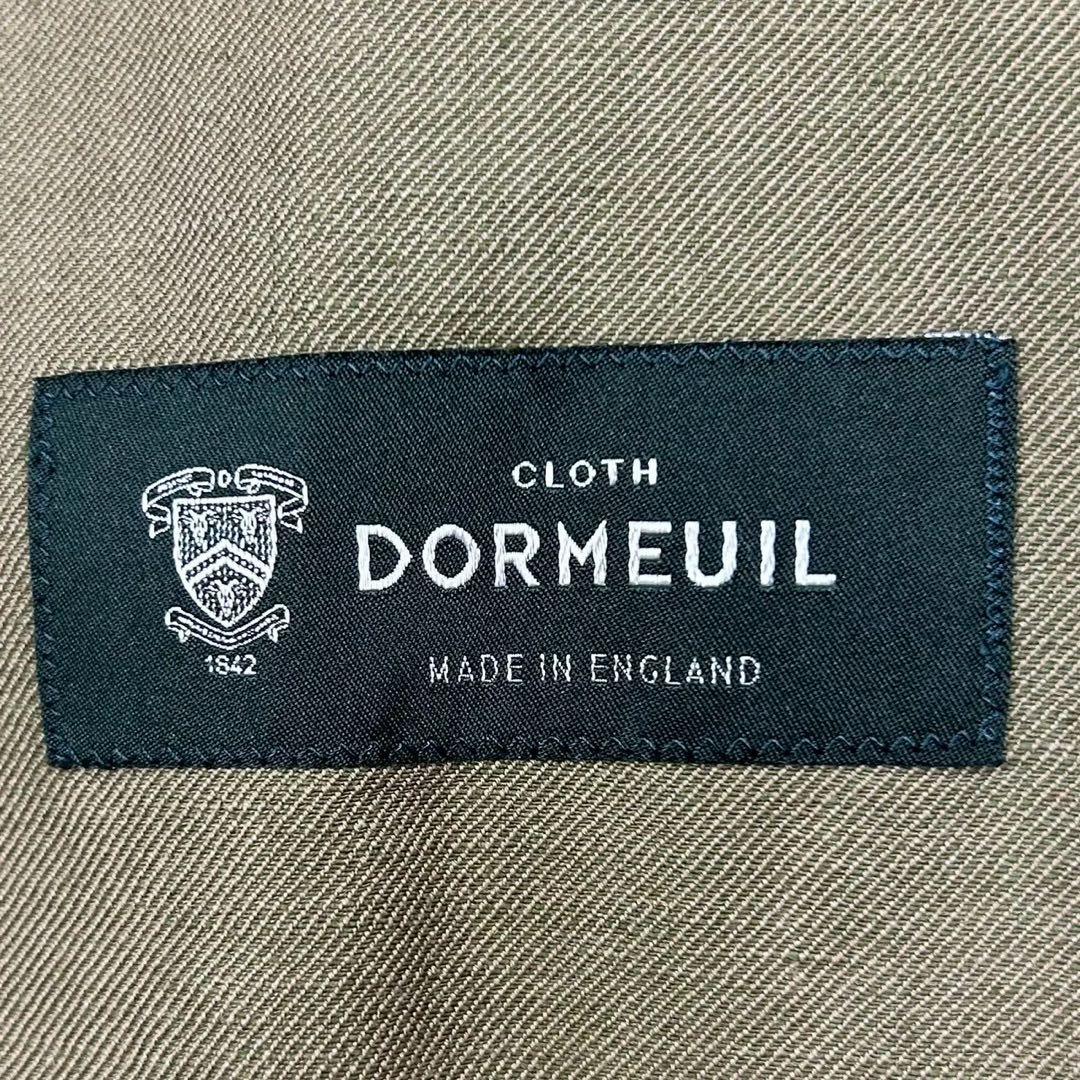 D
CLOTH
DORMEUIL
MADE IN ENGLAND
1842